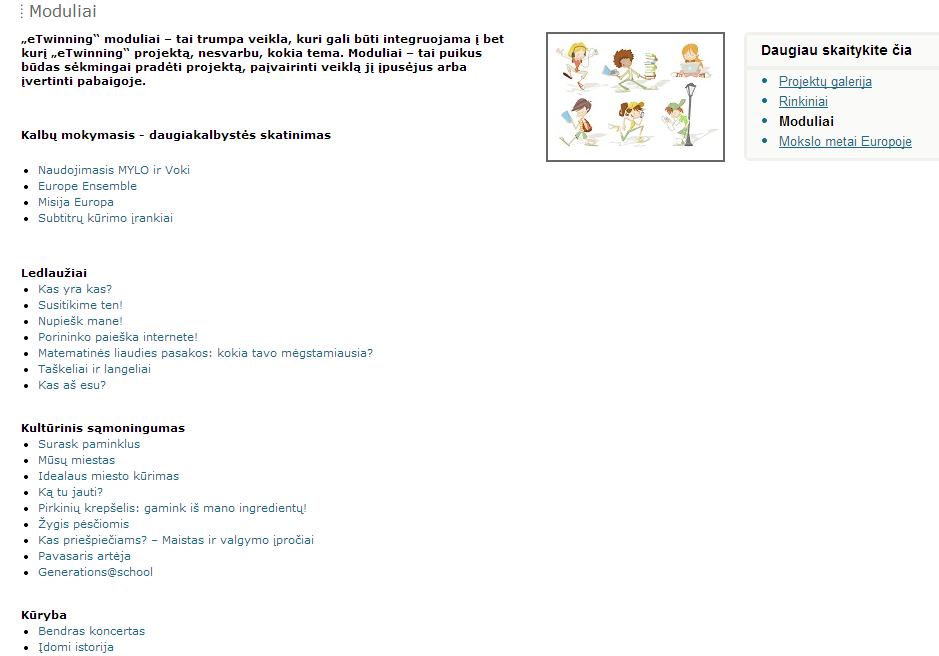 Moduliai
„eTwinning“ moduliai – tai trumpa veikla, kuri gali būti integruojama į bet
kurį „eTwinning“ projektą, nesvarbu, kokia tema. Moduliai – tai puikus
būdas sėkmingai pradėti projektą, paįvairinti veiklą jį įpusėjus arba
įvertinti pabaigoje.
Kalbų mokymasis - daugiakalbystės skatinimas
Naudojimasis MYLO ir Voki
Europe Ensemble
Misija Europa
Subtitrų kūrimo įrankiai
Ledlaužiai
Kas yra kas?
Susitikime ten!
Nupiešk mane!
Porininko paieška internete!
Matematinės liaudies pasakos: kokia tavo mėgstamiausia?
Taškeliai ir langeliai
Kas aš esu?
Kultūrinis sąmoningumas
Surask paminklus
Mūsų miestas
Idealaus miesto kūrimas
Ką tu jauti?
Pirkinių krepšelis: gamink iš mano ingredientų!
Žygis pėsčiomis
Kas priešpiečiams? – Maistas ir valgymo įpročiai
Pavasaris artėja
Generations@school
Kūryba
Bendras koncertas
Įdomi istorija
Daugiau skaitykite čia
Projektų galerija
Rinkiniai
Moduliai
Mokslo metai Europoje